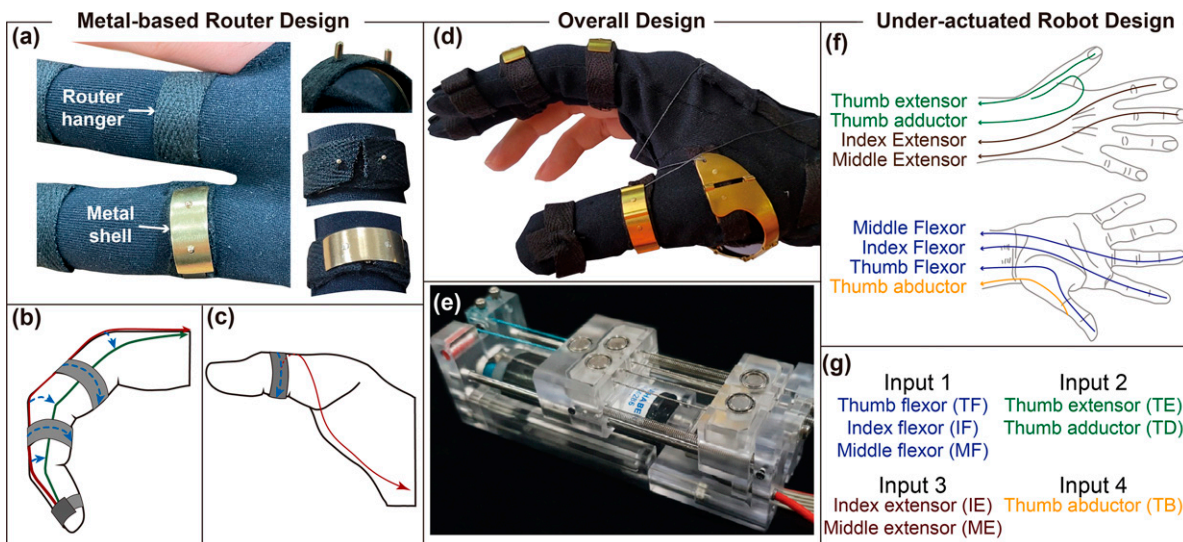 Metal-based Router Design
Overall Design
Under-actuated Robot Design
(a)
Router
hanger
Metal
shell
(b)
(c)
(d)
(e)
(f)
Thumb extensor
Thumb adductor
Index Extensor
Middle Extensor
Middle Flexor
Index Flexor
Thumb Flexor
Thumb abductor
(g)
Input 1
Thumb flexor (TF)
Index flexor (IF)
Middle flexor (MF)
Input 2
Thumb extensor (TE)
Thumb adductor (TD)
Input 3
Index extensor (IE)
Middle extensor (ME)
Input 4
Thumb abductor (TB)